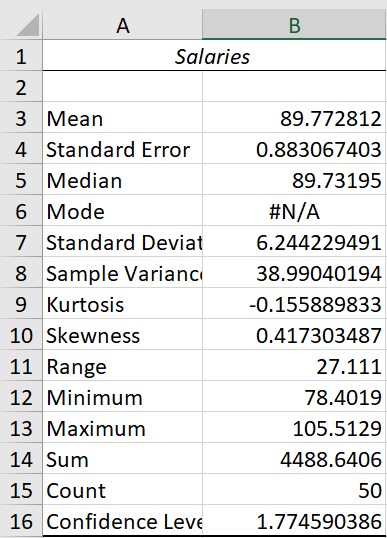 A B
1 Salaries
2
3 Mean 89.772812
4 Standard Error 0.883067403
5 Median 89.73195
6 Mode #N/A
7 Standard Deviat 6.244229491
8 Sample Variance 38.99040194
9 Kurtosis -0.155889833
10 Skewness 0.417303487
11 Range 27.111
12 Minimum 78.4019
13 Maximum 105.5129
14 Sum 4488.6406
15 Count 50
16 Confidence Leve 1.774590386